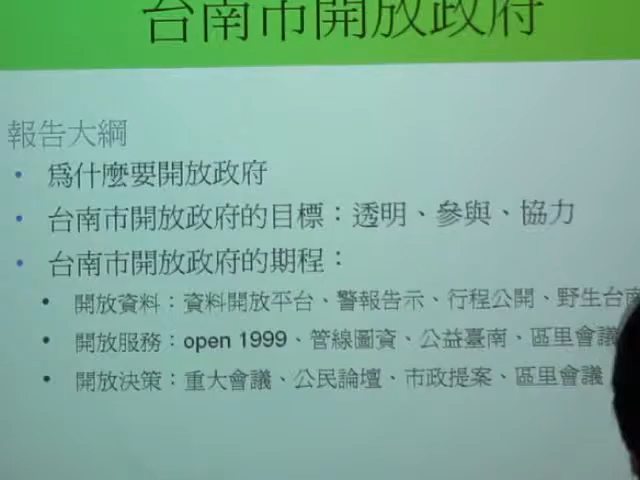 台南市開放政府
報告大綱
• 為什麼要開放政府
• 台南市開放政府的目標：透明、參與、協力
• 台南市開放政府的期程：
• 開放資料：資料開放平台、警報告示、行程公開、野生台南
• 開放服務：open 1999、管線圖資、公益臺南、區里會議
• 開放決策：重大會議、公民論壇、市政提案、區里會議